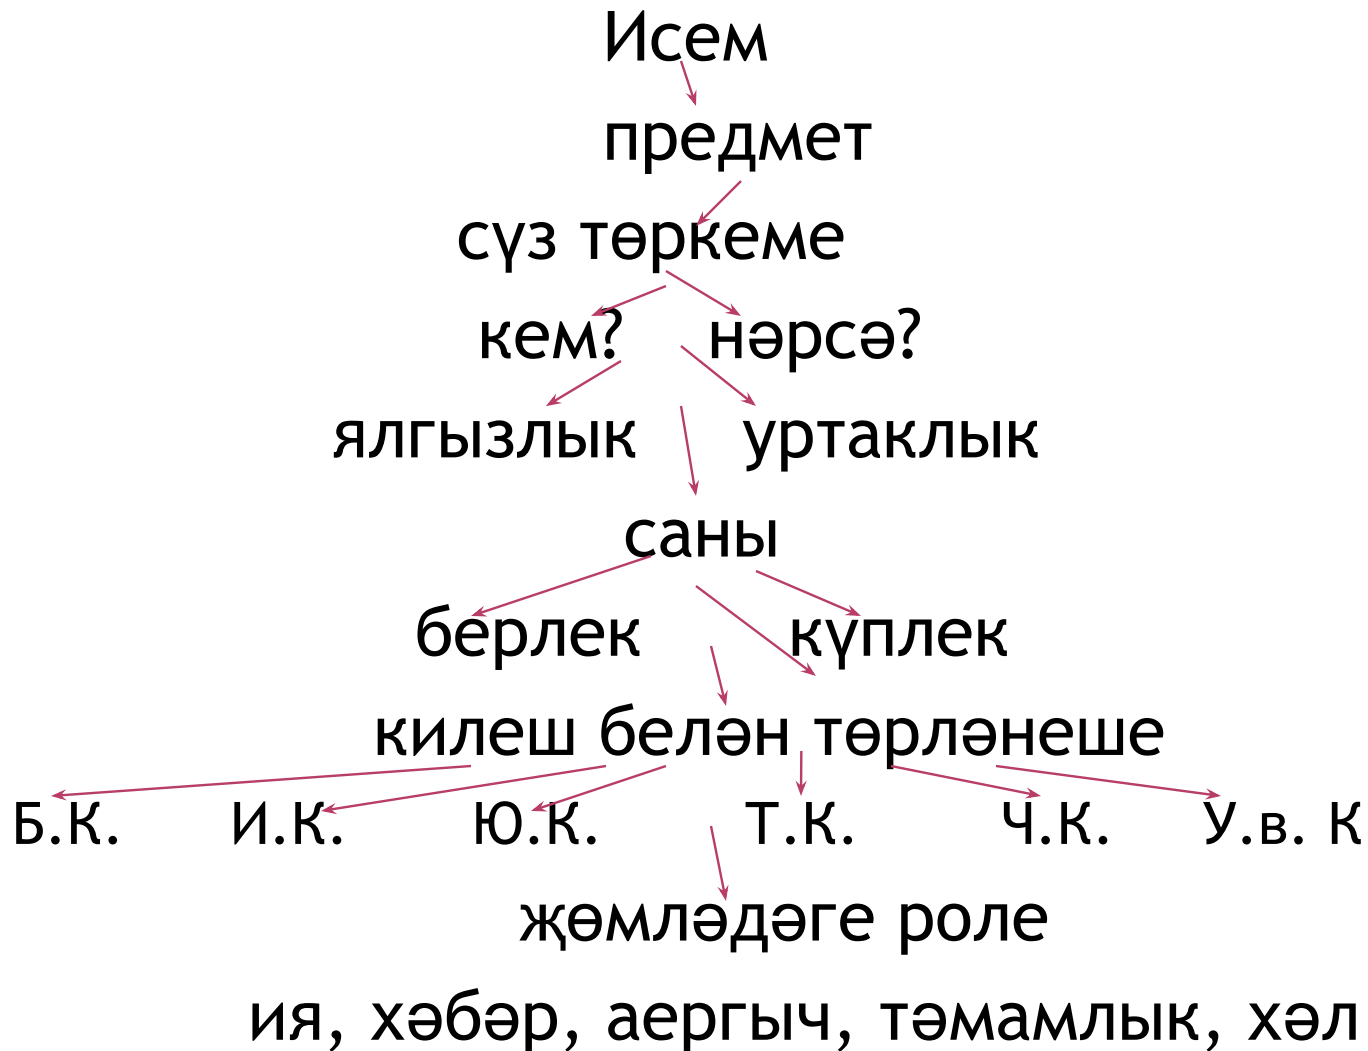 Исем
предмет
сүз төркеме
кем? нәрсә?
ялгызлык уртаклык
саны
берлек күплек
килеш белән төрләнеше
Б.К. И.К. Ю.К. Т.К. Ч.К. У.в. К
җөмләдәге роле
ия, хәбәр, аергыч, тәмамлык, хәл